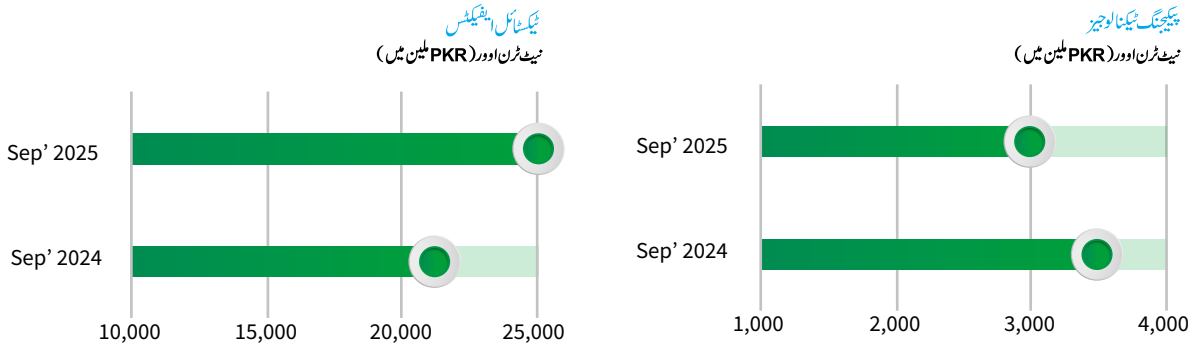 ٹیکسٹائل ایفیکٹس
نیٹ ٹرن اوور (PKR ملین میں)
Sep’ 2025
Sep’ 2024
10,000
15,000
20,000
25,000
پیکیجنگ ٹیکنالوجیز
نیٹ ٹرن اوور (PKR ملین میں)
Sep’ 2025
Sep’ 2024
1,000
2,000
3,000
4,000